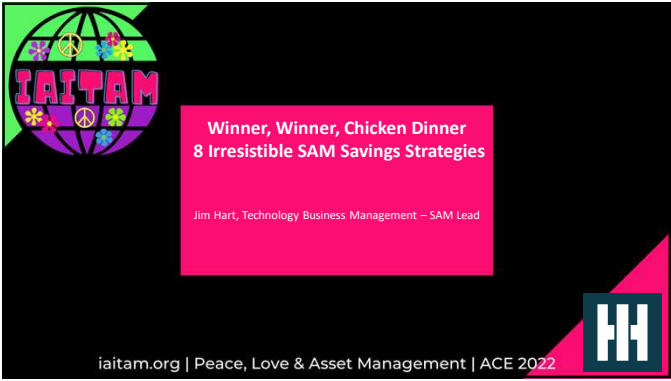 IAITAM
Winner, Winner, Chicken Dinner
8 Irresistible SAM Savings Strategies
Jim Hart, Technology Business Management – SAM Lead
iaitam.org | Peace, Love & Asset Management | ACE 2022